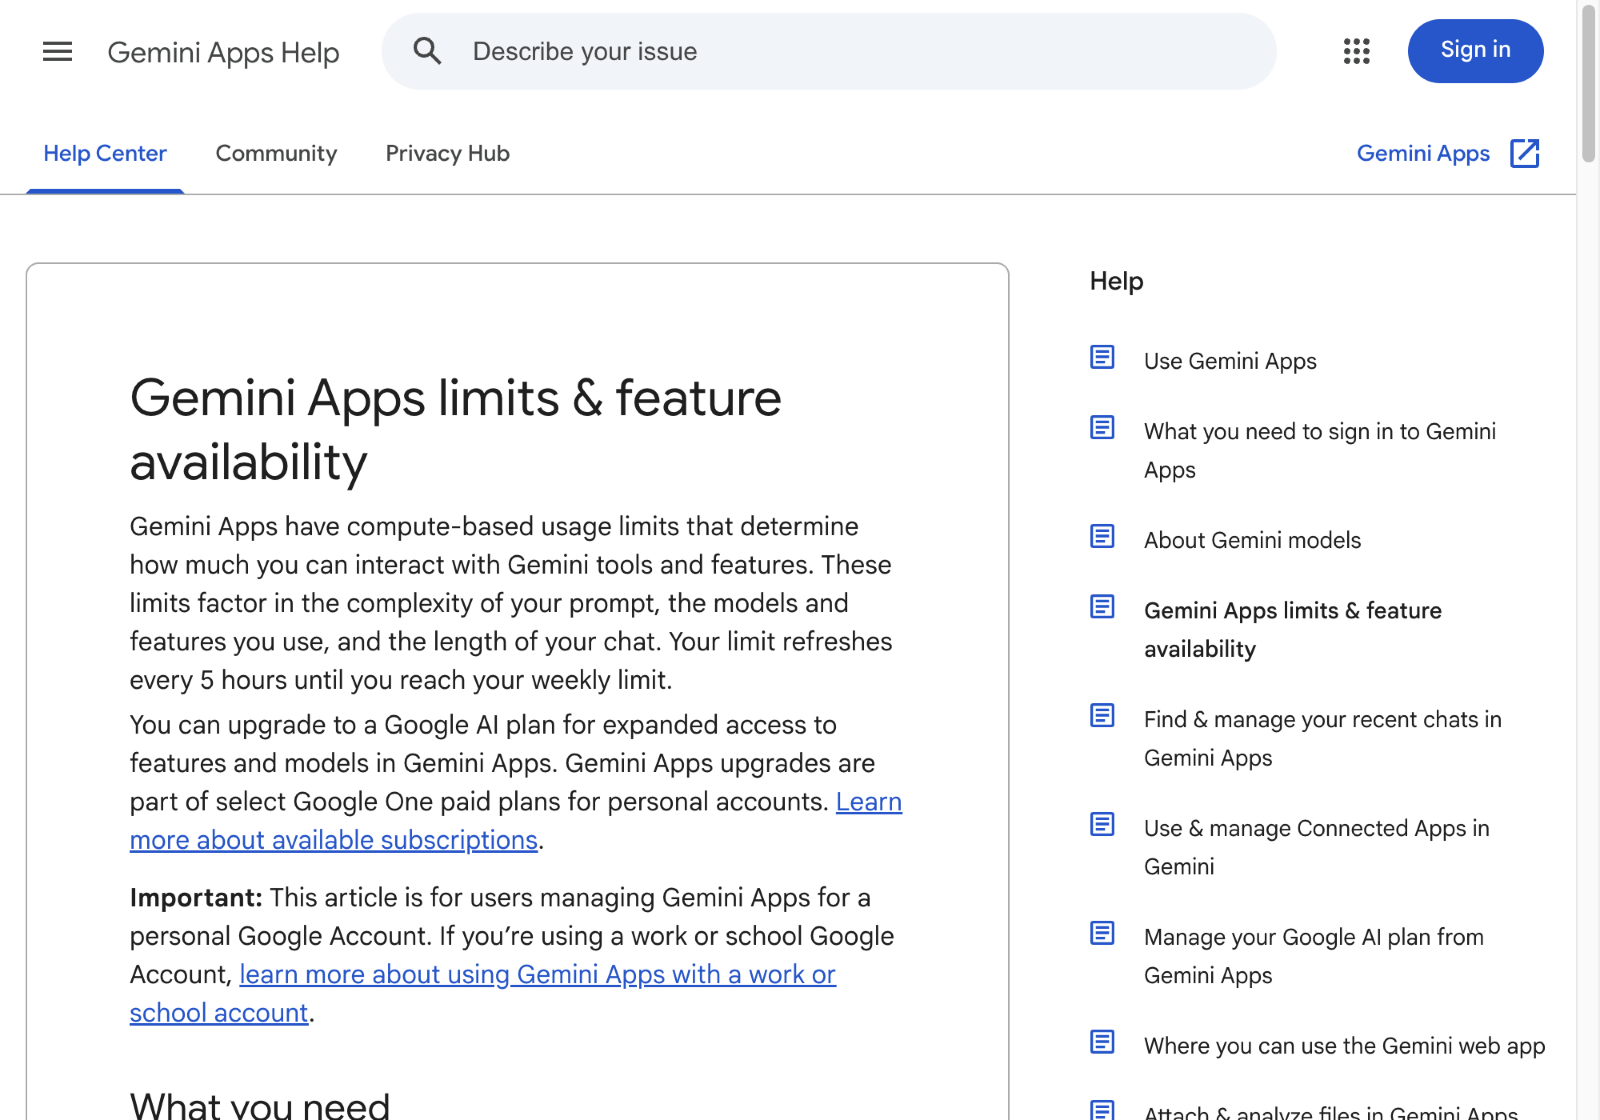 Gemini Apps Help
Describe your issue
Sign in
Help Center
Community
Privacy Hub
Gemini Apps
Gemini Apps limits & feature
availability
Gemini Apps have compute-based usage limits that determine
how much you can interact with Gemini tools and features. These
limits factor in the complexity of your prompt, the models and
features you use, and the length of your chat. Your limit refreshes
every 5 hours until you reach your weekly limit.
You can upgrade to a Google AI plan for expanded access to
features and models in Gemini Apps. Gemini Apps upgrades are
part of select Google One paid plans for personal accounts. Learn
more about available subscriptions.
Important: This article is for users managing Gemini Apps for a
personal Google Account. If you’re using a work or school Google
Account, learn more about using Gemini Apps with a work or
school account.
What you need
Help
Use Gemini Apps
What you need to sign in to Gemini
Apps
About Gemini models
Gemini Apps limits & feature
availability
Find & manage your recent chats in
Gemini Apps
Use & manage Connected Apps in
Gemini
Manage your Google AI plan from
Gemini Apps
Where you can use the Gemini web app
Attach & analyze files in Gemini Apps